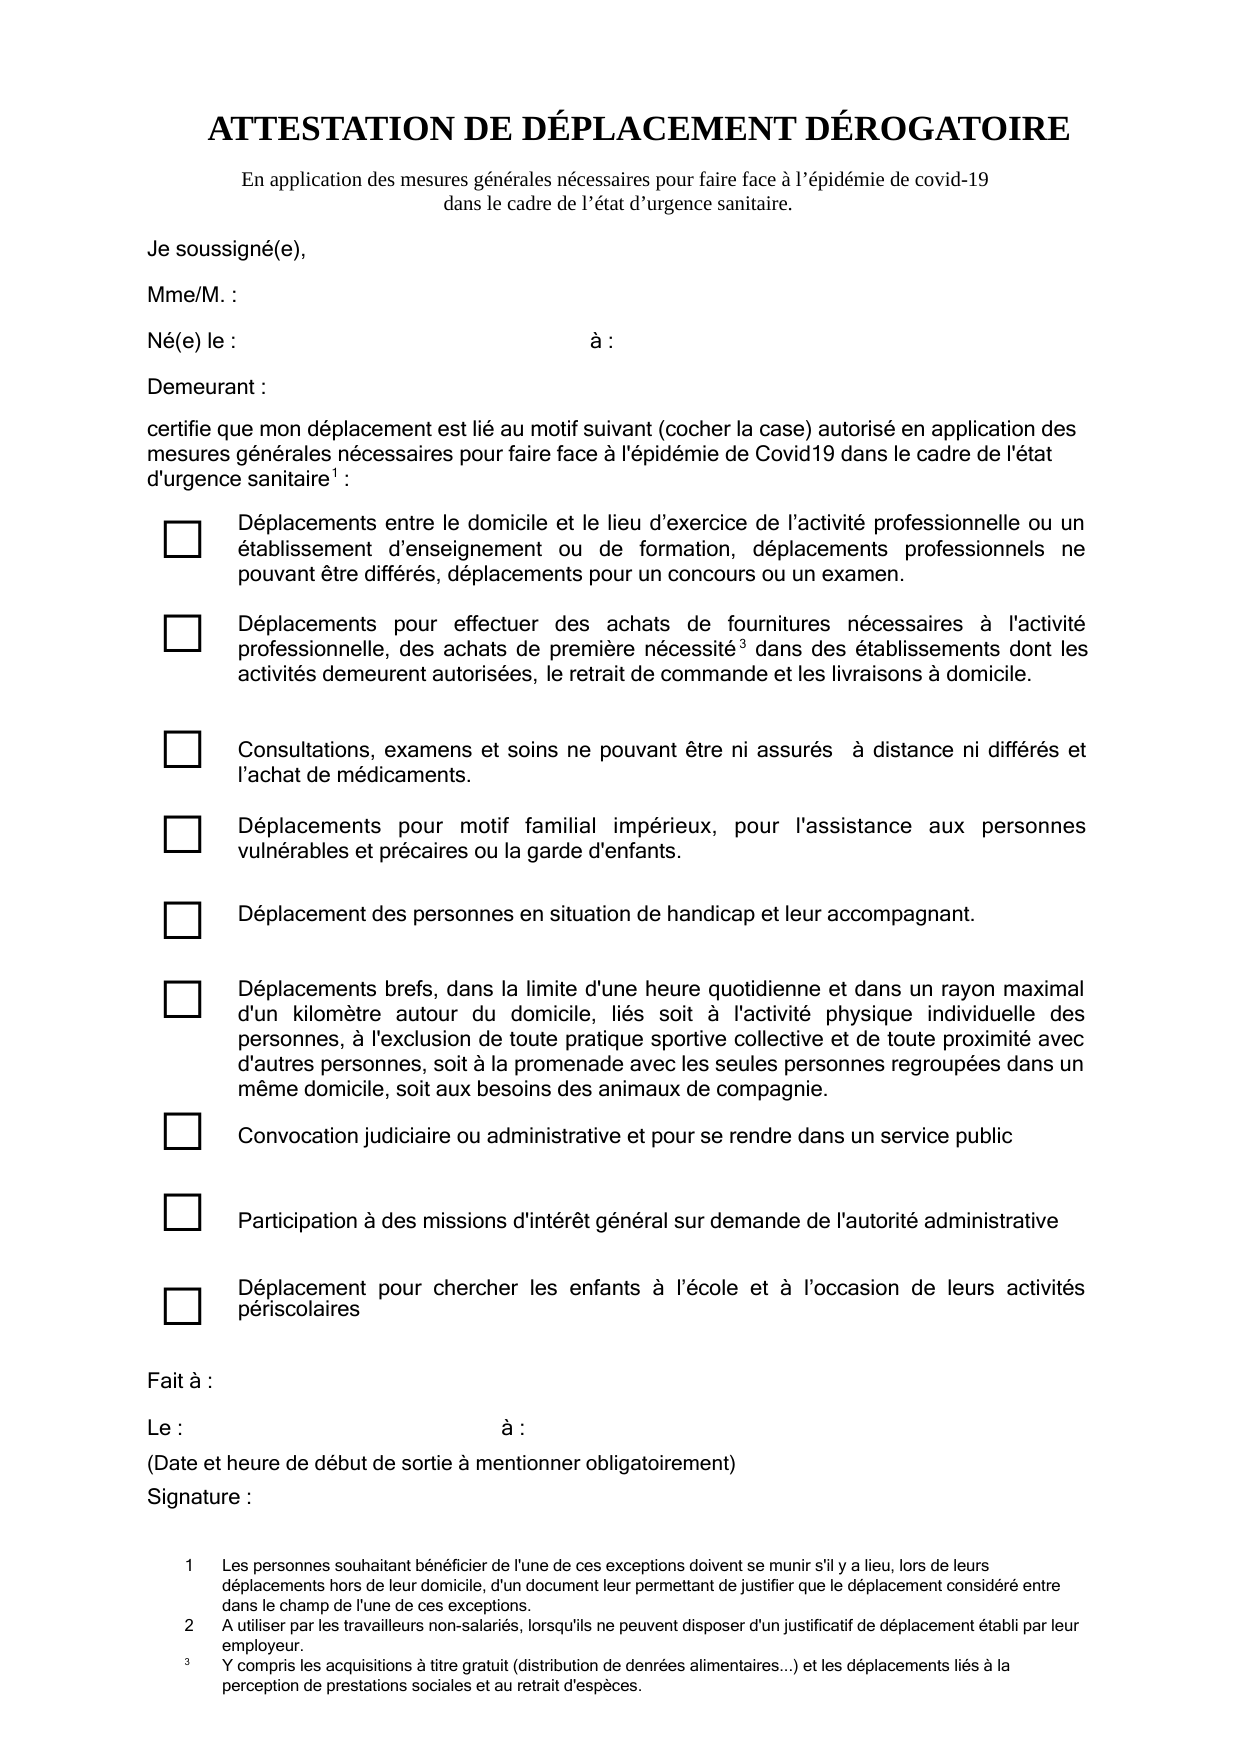 ATTESTATION DE DÉPLACEMENT DÉROGATOIRE
En application des mesures générales nécessaires pour faire face à l’épidémie de covid-19
dans le cadre de l’état d’urgence sanitaire.
Je soussigné(e),
Mme/M. :
Né(e) le : à :
Demeurant :
certifie que mon déplacement est lié au motif suivant (cocher la case) autorisé en application des
mesures générales nécessaires pour faire face à l'épidémie de Covid19 dans le cadre de l'état
d'urgence sanitaire1 :
Déplacements entre le domicile et le lieu d’exercice de l’activité professionnelle ou un
établissement d’enseignement ou de formation, déplacements professionnels ne
pouvant être différés, déplacements pour un concours ou un examen.
Déplacements pour effectuer des achats de fournitures nécessaires à l'activité
professionnelle, des achats de première nécessité3 dans des établissements dont les
activités demeurent autorisées, le retrait de commande et les livraisons à domicile.
Consultations, examens et soins ne pouvant être ni assurés à distance ni différés et
l’achat de médicaments.
Déplacements pour motif familial impérieux, pour l'assistance aux personnes
vulnérables et précaires ou la garde d'enfants.
Déplacement des personnes en situation de handicap et leur accompagnant.
Déplacements brefs, dans la limite d'une heure quotidienne et dans un rayon maximal
d'un kilomètre autour du domicile, liés soit à l'activité physique individuelle des
personnes, à l'exclusion de toute pratique sportive collective et de toute proximité avec
d'autres personnes, soit à la promenade avec les seules personnes regroupées dans un
même domicile, soit aux besoins des animaux de compagnie.
Convocation judiciaire ou administrative et pour se rendre dans un service public
Participation à des missions d'intérêt général sur demande de l'autorité administrative
Déplacement pour chercher les enfants à l’école et à l’occasion de leurs activités
périscolaires
Fait à :
Le : à :
(Date et heure de début de sortie à mentionner obligatoirement)
Signature :
1 Les personnes souhaitant bénéficier de l'une de ces exceptions doivent se munir s'il y a lieu, lors de leurs
déplacements hors de leur domicile, d'un document leur permettant de justifier que le déplacement considéré entre
dans le champ de l'une de ces exceptions.
2 A utiliser par les travailleurs non-salariés, lorsqu'ils ne peuvent disposer d'un justificatif de déplacement établi par leur
employeur.
3 Y compris les acquisitions à titre gratuit (distribution de denrées alimentaires...) et les déplacements liés à la
perception de prestations sociales et au retrait d'espèces.